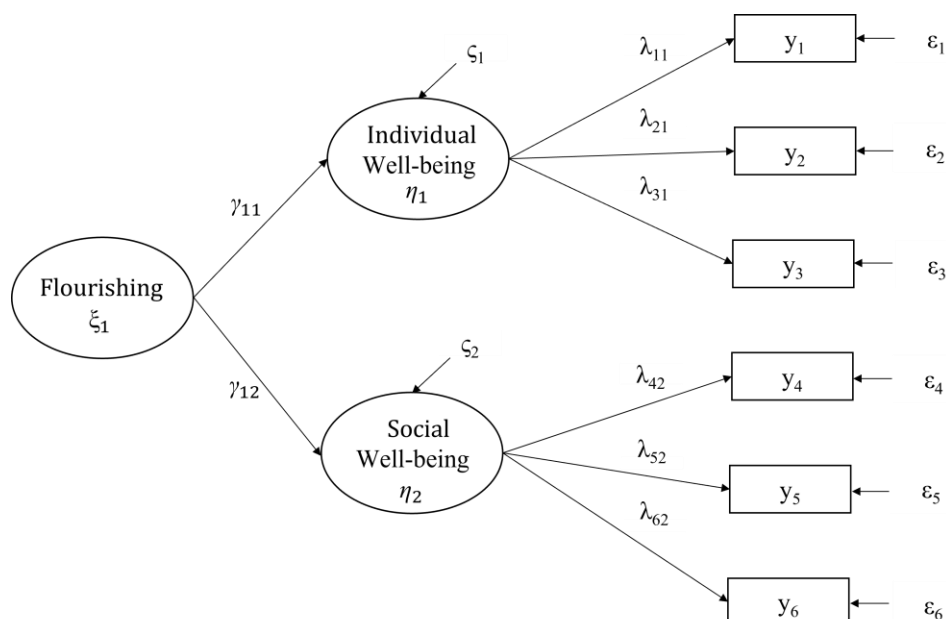 ς₁
λ₁₁
y₁
ε₁
Individual
Well-being
η₁
λ₂₁
y₂
ε₂
λ₃₁
y₃
ε₃
γ₁₁
Flourishing
ξ₁
γ₁₂
ς₂
Social
Well-being
η₂
λ₄₂
y₄
ε₄
λ₅₂
y₅
ε₅
λ₆₂
y₆
ε₆